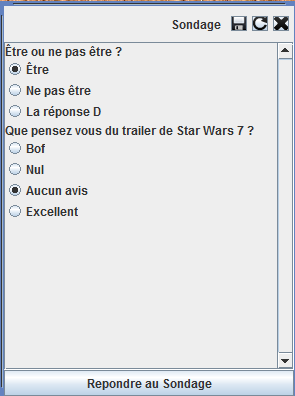 Sondage
Être ou ne pas être ?
Être
Ne pas être
La réponse D
Que pensez vous du trailer de Star Wars 7 ?
Bof
Nul
Aucun avis
Excellent
Repondre au Sondage